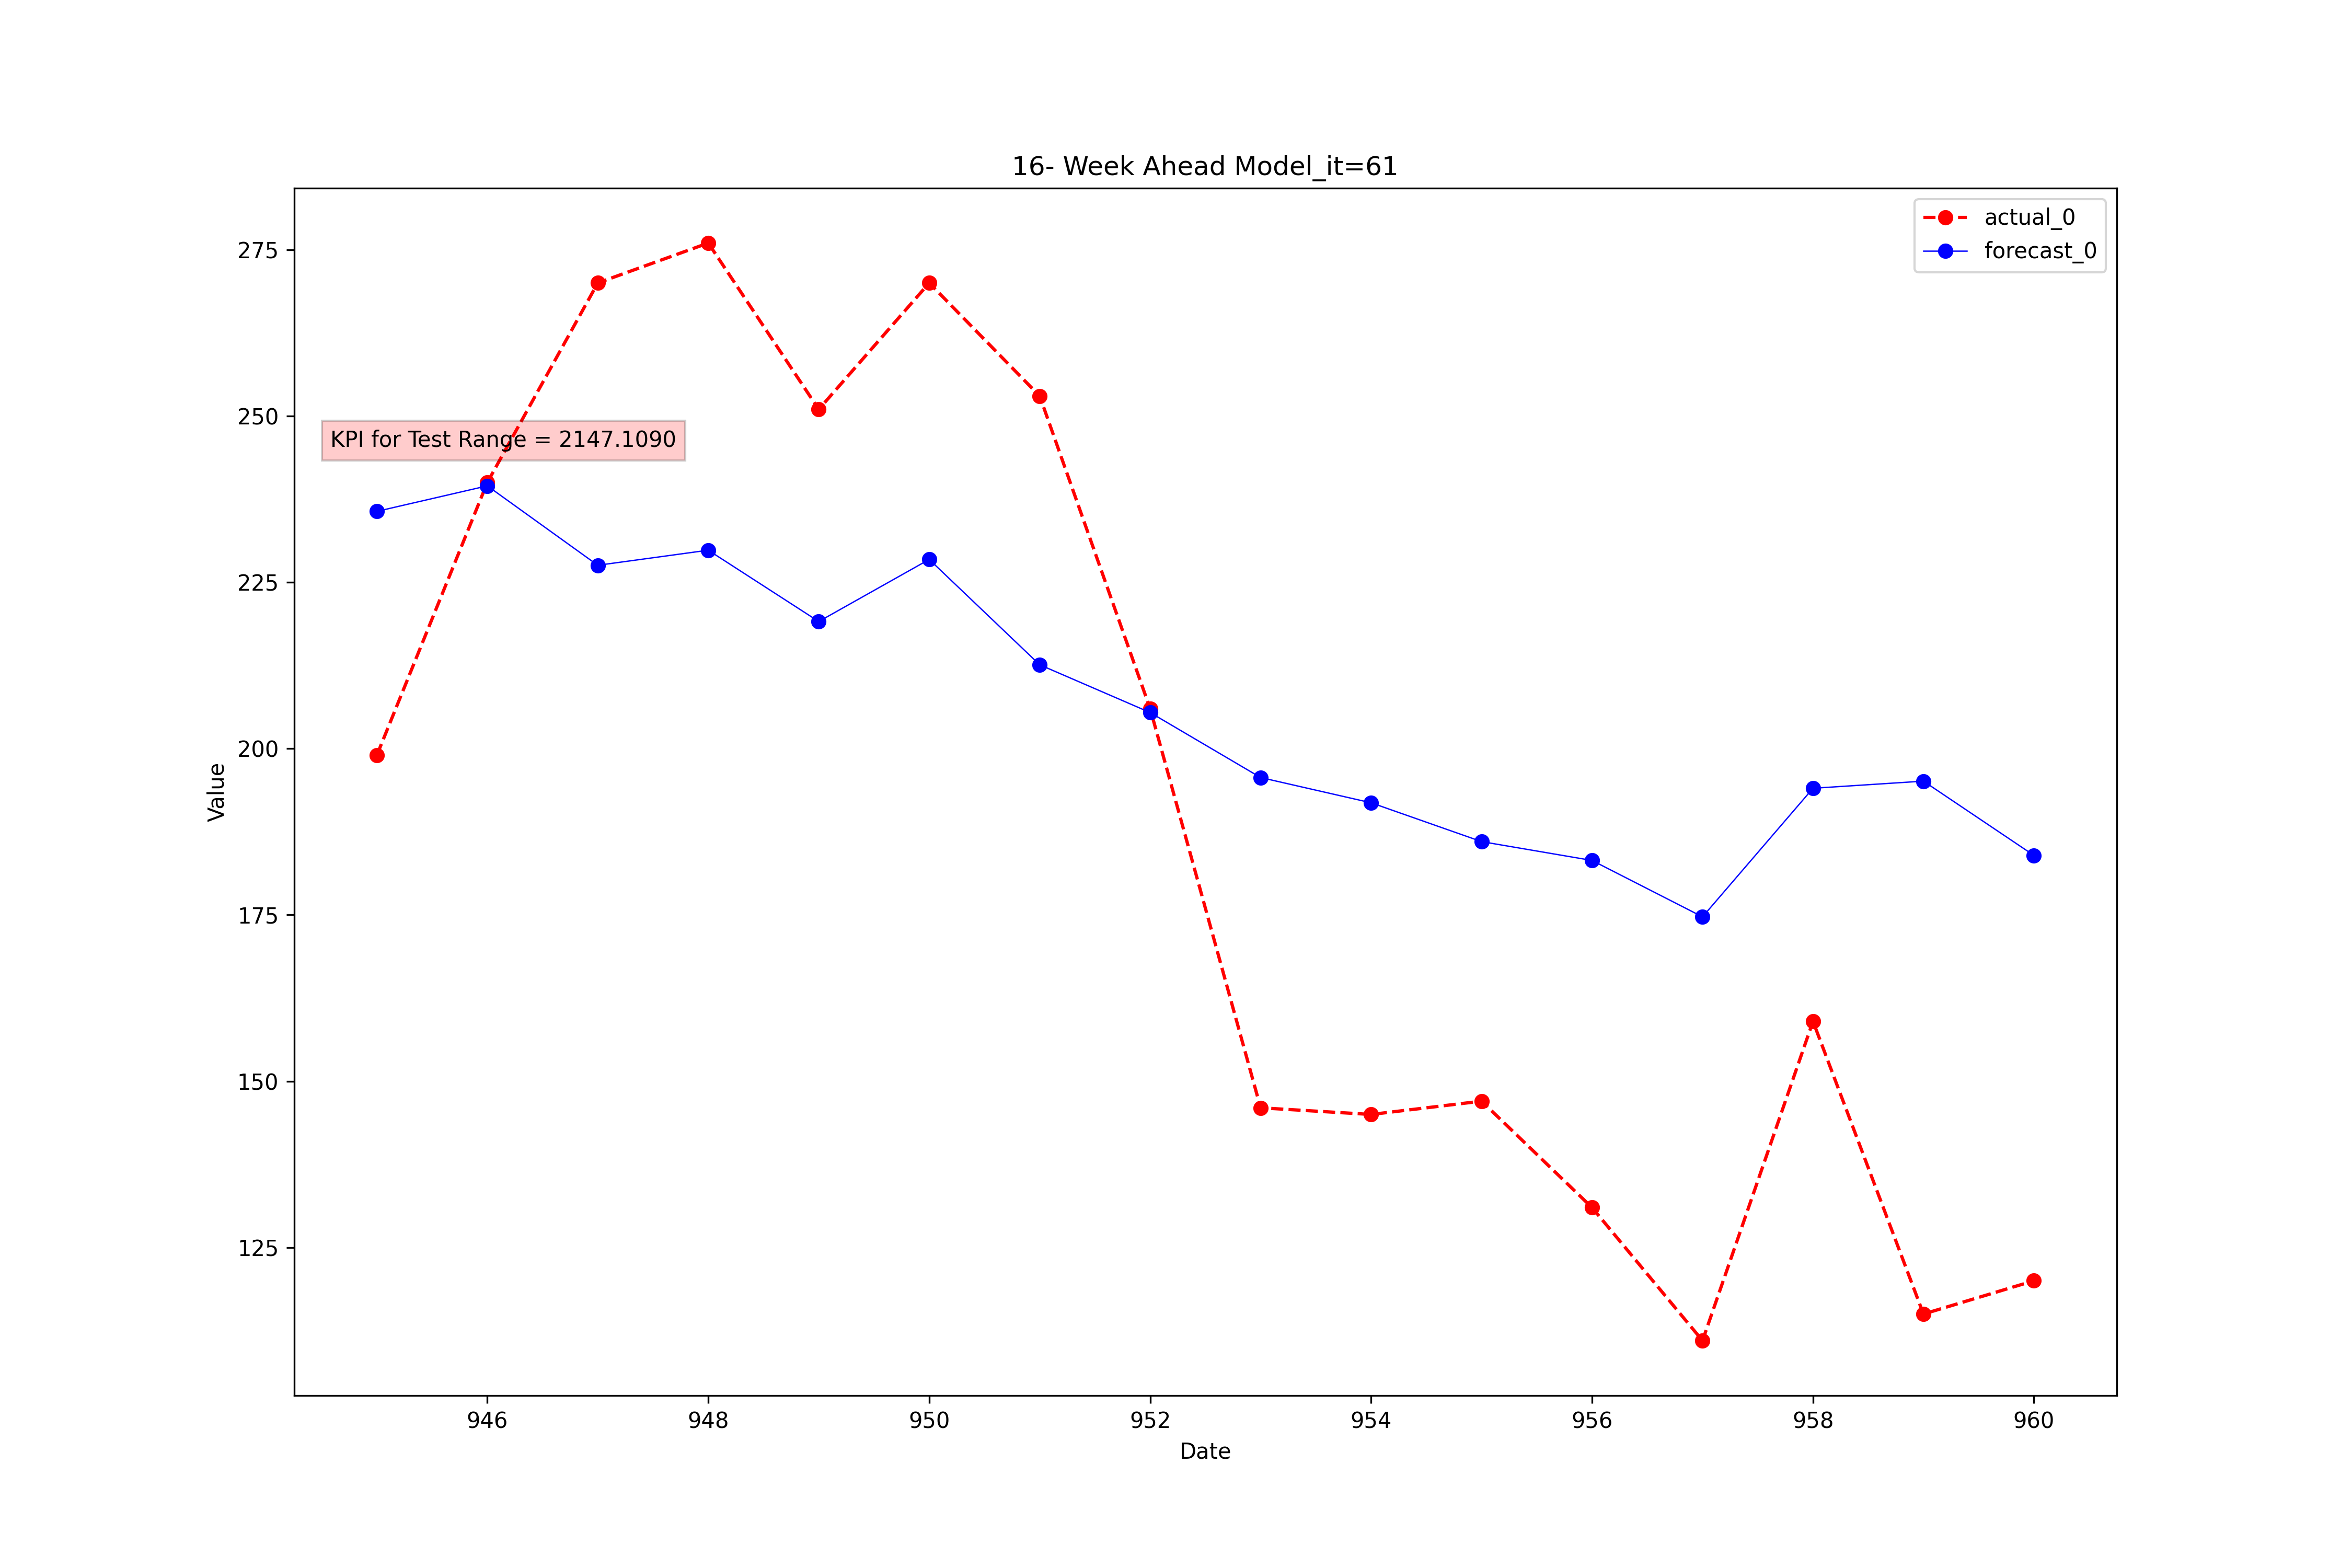 16- Week Ahead Model_it=61
actual_0
forecast_0
KPI for Test Range = 2147.1090
Value
275
250
225
200
175
150
125
946 948 950 952 954 956 958 960
Date